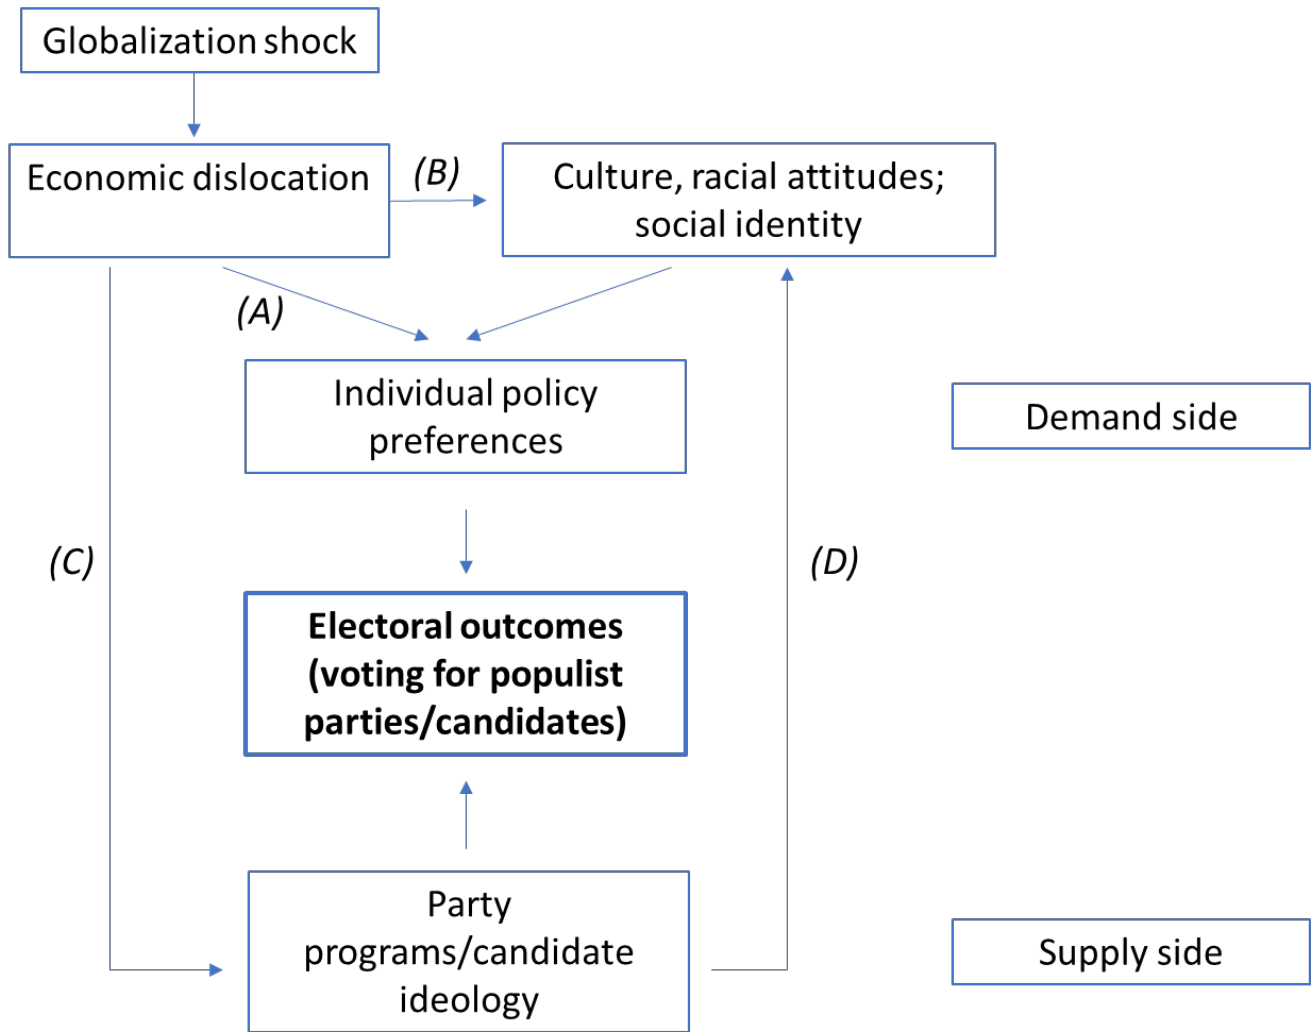 Globalization shock
Economic dislocation
(B)
Culture, racial attitudes;
social identity
(A)
Individual policy
preferences
Demand side
(C)
(D)
Electoral outcomes
(voting for populist
parties/candidates)
Party
programs/candidate
ideology
Supply side